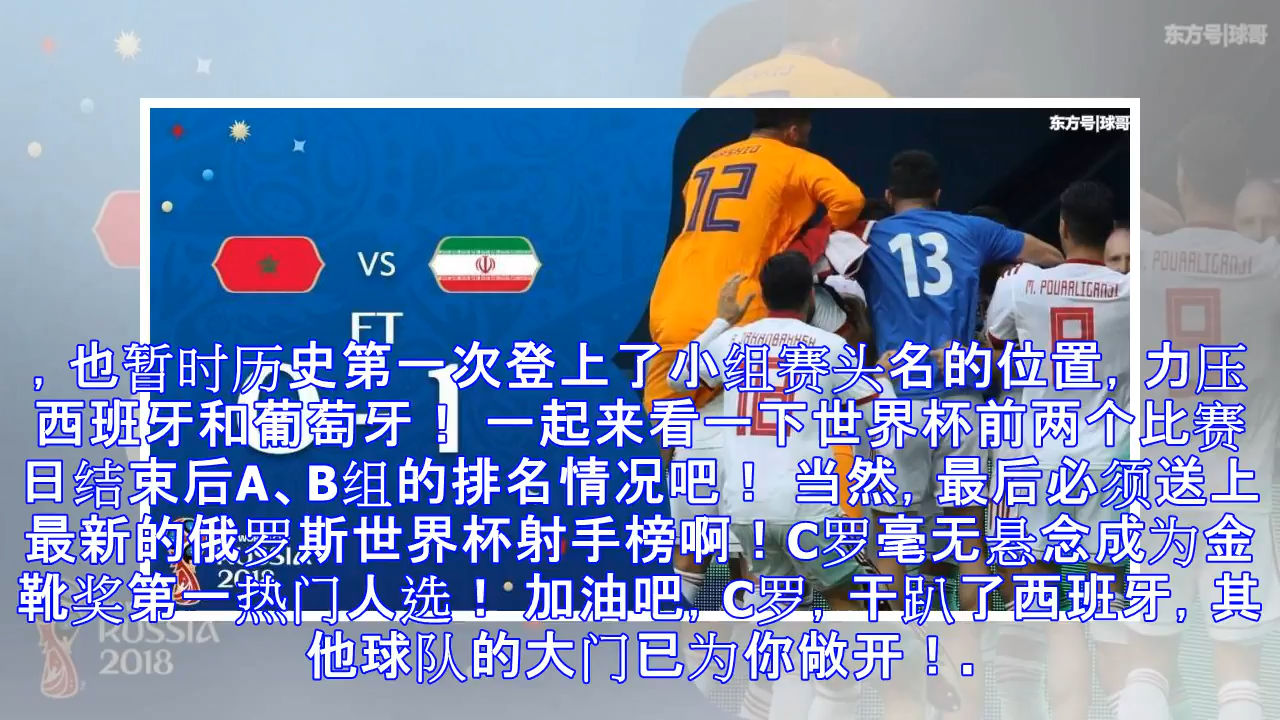 东方号|球哥
东方号|球哥
12
13
VS
M. POURALIGANJI
POURALIGANJI
8
FT
0-1
，也暂时历史第一次登上了小组赛头名的位置，力压
西班牙和葡萄牙！ 一起来看一下世界杯前两个比赛
日结束后A、B组的排名情况吧！ 当然，最后必须送上
最新的俄罗斯世界杯射手榜啊！C罗毫无悬念成为金
靴奖第一热门人选！ 加油吧，C罗，干趴了西班牙，其
他球队的大门已为你敞开！.
RUSSIA
2018
RUSSIA
2018